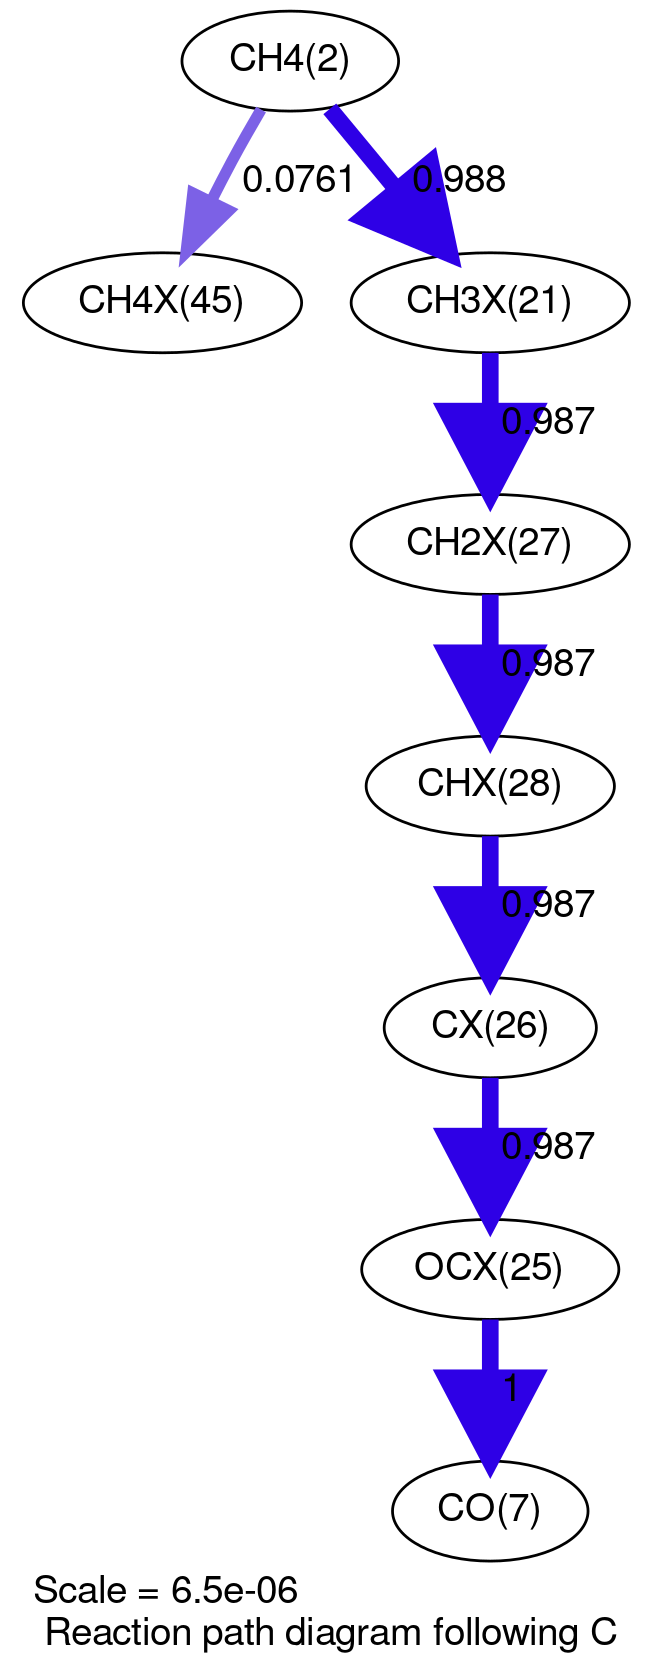 CH4(2)
0.0761
0.988
CH4X(45)
CH3X(21)
0.987
CH2X(27)
0.987
CHX(28)
0.987
CX(26)
0.987
OCX(25)
1
CO(7)
Scale = 6.5e-06
Reaction path diagram following C